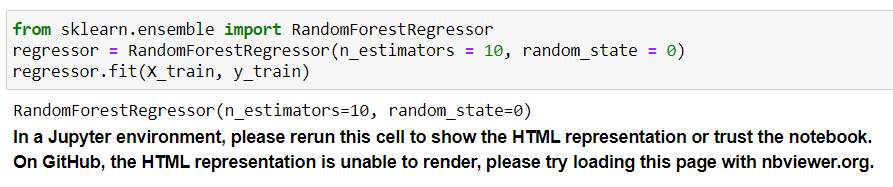 from sklearn.ensemble import RandomForestRegressor
regressor = RandomForestRegressor(n_estimators = 10, random_state = 0)
regressor.fit(X_train, y_train)
RandomForestRegressor(n_estimators=10, random_state=0)
In a Jupyter environment, please rerun this cell to show the HTML representation or trust the notebook.
On GitHub, the HTML representation is unable to render, please try loading this page with nbviewer.org.